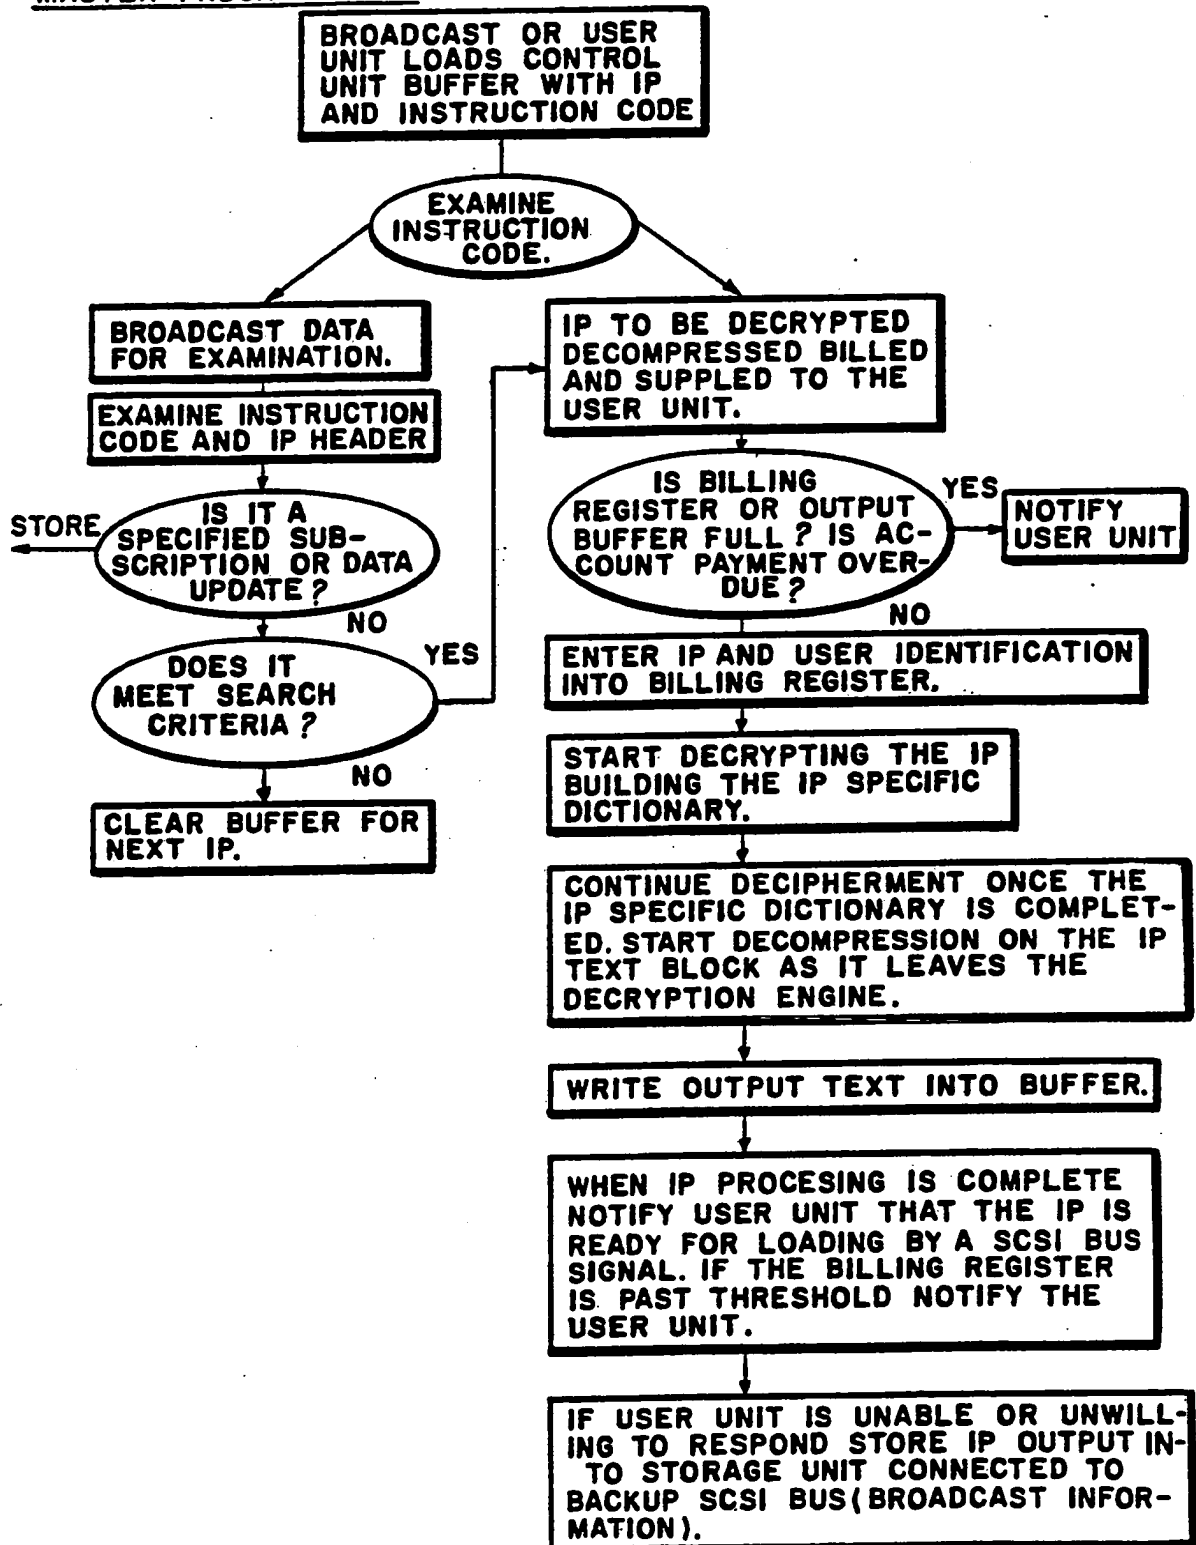 BROADCAST OR USER
UNIT LOADS CONTROL
UNIT BUFFER WITH IP
AND INSTRUCTION CODE
EXAMINE
INSTRUCTION
CODE.
BROADCAST DATA
FOR EXAMINATION.
EXAMINE INSTRUCTION
CODE AND IP HEADER
IS IT A
SPECIFIED SUB-
SCRIPTION OR DATA
UPDATE?
STORE
NO
DOES IT
MEET SEARCH
CRITERIA?
YES
NO
CLEAR BUFFER FOR
NEXT IP.
IP TO BE DECRYPTED
DECOMPRESSED BILLED
AND SUPPLED TO THE
USER UNIT.
IS BILLING
REGISTER OR OUTPUT
BUFFER FULL? IS AC-
COUNT PAYMENT OVER-
DUE?
YES
NOTIFY
USER UNIT
NO
ENTER IP AND USER IDENTIFICATION
INTO BILLING REGISTER.
START DECRYPTING THE IP
BUILDING THE IP SPECIFIC
DICTIONARY.
CONTINUE DECIPHERMENT ONCE THE
IP SPECIFIC DICTIONARY IS COMPLET-
ED. START DECOMPRESSION ON THE IP
TEXT BLOCK AS IT LEAVES THE
DECRYPTION ENGINE.
WRITE OUTPUT TEXT INTO BUFFER.
WHEN IP PROCESING IS COMPLETE
NOTIFY USER UNIT THAT THE IP IS
READY FOR LOADING BY A SCSI BUS
SIGNAL. IF THE BILLING REGISTER
IS PAST THRESHOLD NOTIFY THE
USER UNIT.
IF USER UNIT IS UNABLE OR UNWILL-
ING TO RESPOND STORE IP OUTPUT IN-
TO STORAGE UNIT CONNECTED TO
BACKUP SCSI BUS (BROADCAST INFOR-
MATION).